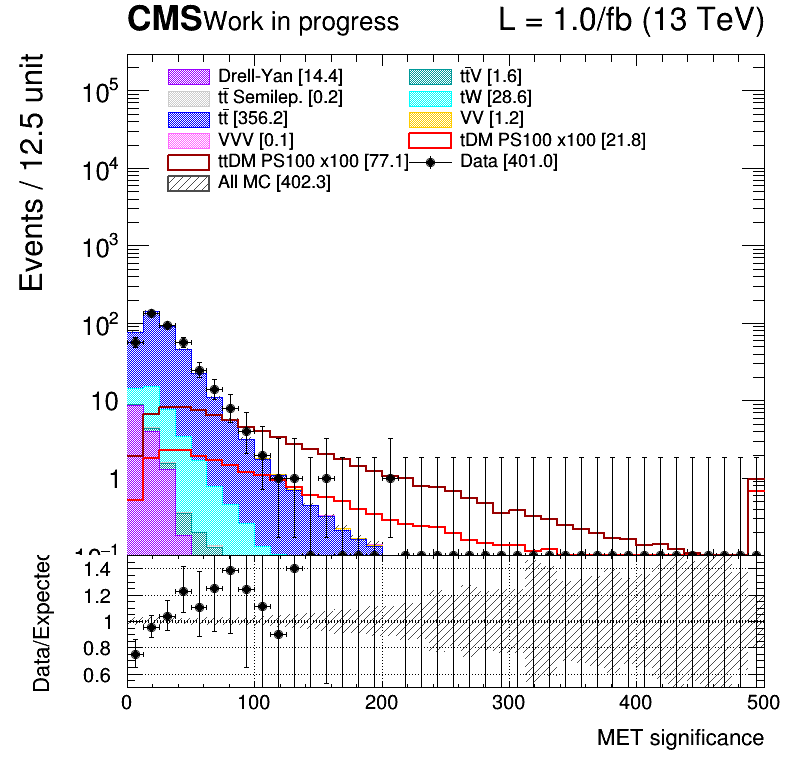 CMS Work in progress L = 1.0/fb (13 TeV)
Drell-Yan [14.4] tt̄V [1.6]
tt̄ Semilep. [0.2] tW [28.6]
tt̄ [356.2] VV [1.2]
VVV [0.1] tDM PS100 x100 [21.8]
ttDM PS100 x100 [77.1] Data [401.0]
All MC [402.3]
Events / 12.5 unit
10⁵
10⁴
10³
10²
10
1
10⁻¹
Data/Expected
1.4
1.2
1
0.8
0.6
0 100 200 300 400 500
MET significance